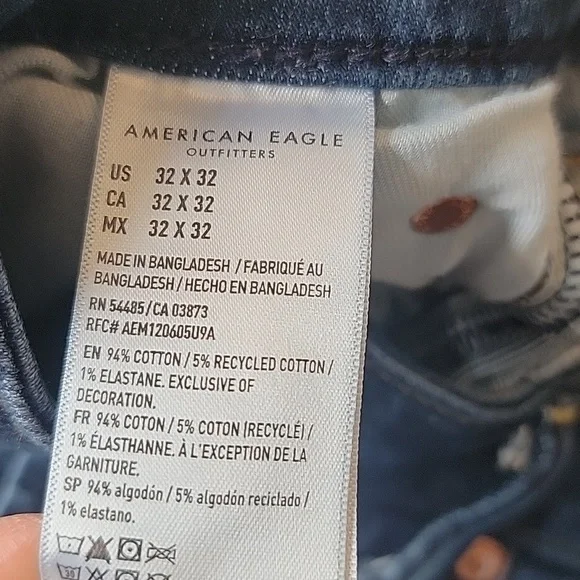 AMERICAN EAGLE
OUTFITTERS
US 32 X 32
CA 32 X 32
MX 32 X 32
MADE IN BANGLADESH / FABRIQUÉ AU
BANGLADESH / HECHO EN BANGLADESH
RN 54485/CA 03873
RFC# AEM120605U9A
EN 94% COTTON / 5% RECYCLED COTTON /
1% ELASTANE. EXCLUSIVE OF
DECORATION.
FR 94% COTON / 5% COTON (RECYCLÉ) /
1% ÉLASTHANNE. À L'EXCEPTION DE LA
GARNITURE.
SP 94% algodón / 5% algodón reciclado /
1% elastano.
30